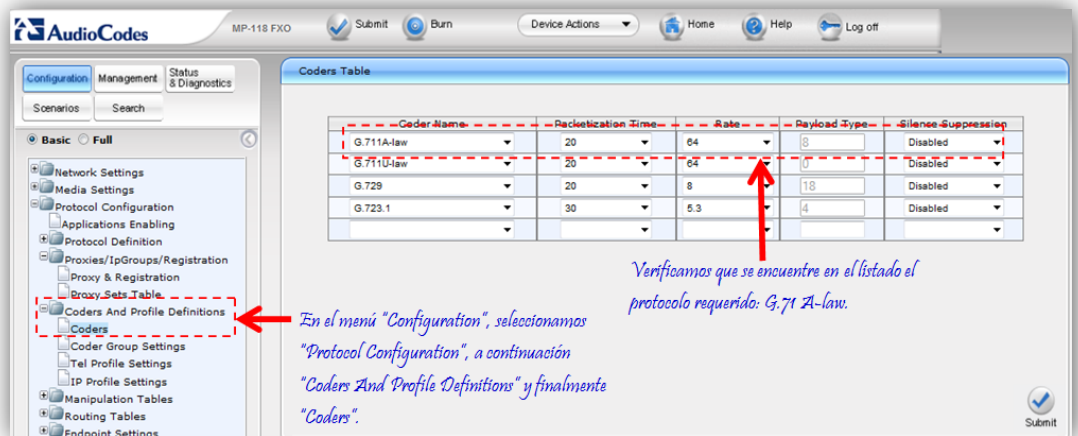 AudioCodes
MP-118 FXO
Submit
Burn
Device Actions
Home
Help
Log off
Configuration
Management
Status
& Diagnostics
Scenarios
Search
Basic
Full
Network Settings
Media Settings
Protocol Configuration
Applications Enabling
Protocol Definition
Proxies/IpGroups/Registration
Proxy & Registration
Proxy Sets Table
Coders And Profile Definitions
Coders
Coder Group Settings
Tel Profile Settings
IP Profile Settings
Manipulation Tables
Routing Tables
Endpoint Settings
Coders Table
Coder Name Packetization Time Rate Payload Type Silence Suppression
G.711A-law 20 64 8 Disabled
G.711U-law 20 64 0 Disabled
G.729 20 8 18 Disabled
G.723.1 30 5.3 4 Disabled
Verificamos que se encuentre en el listado el
protocolo requerido: G.71 A-law.
En el menú "Configuration", seleccionamos
"Protocol Configuration", a continuación
"Coders And Profile Definitions" y finalmente
"Coders".
Submit